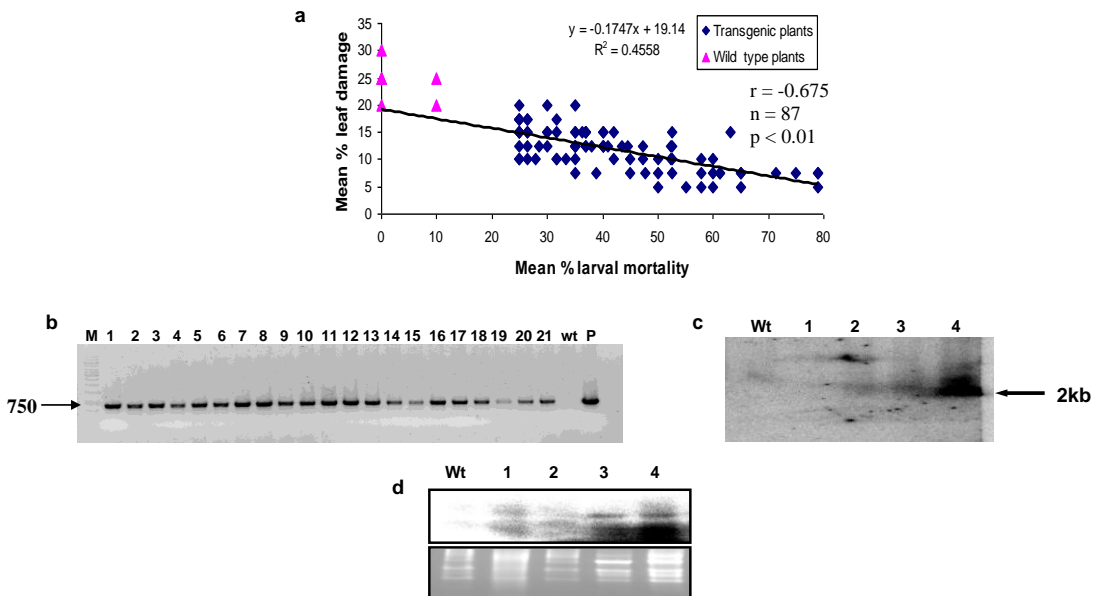 a
y = -0.1747x + 19.14
R2 = 0.4558
Transgenic plants
Wild type plants
r = -0.675
n = 87
p < 0.01
Mean % leaf damage
35
30
25
20
15
10
5
0
0 10 20 30 40 50 60 70 80
Mean % larval mortality
b
M 1 2 3 4 5 6 7 8 9 10 11 12 13 14 15 16 17 18 19 20 21 wt P
750
c
Wt 1 2 3 4
2kb
d
Wt 1 2 3 4